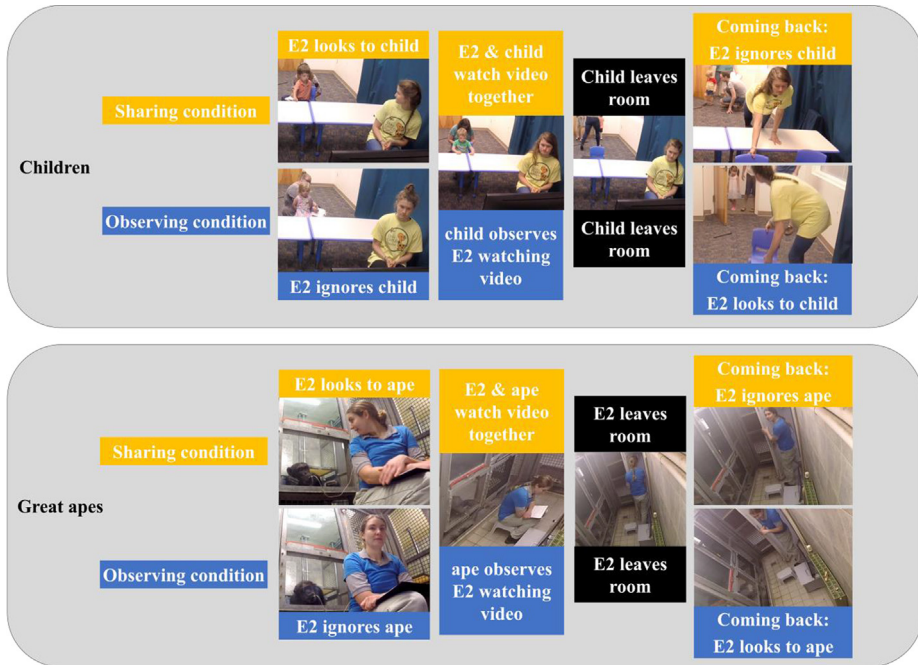 E2 looks to child
E2 & child
watch video
together
Child leaves
room
Coming back:
E2 ignores child
Sharing condition
Children
Observing condition
E2 ignores child
child observes
E2 watching
video
Child leaves
room
Coming back:
E2 looks to child
E2 looks to ape
E2 & ape
watch video
together
E2 leaves
room
Coming back:
E2 ignores ape
Sharing condition
Great apes
Observing condition
E2 ignores ape
ape observes
E2 watching
video
E2 leaves
room
Coming back:
E2 looks to ape